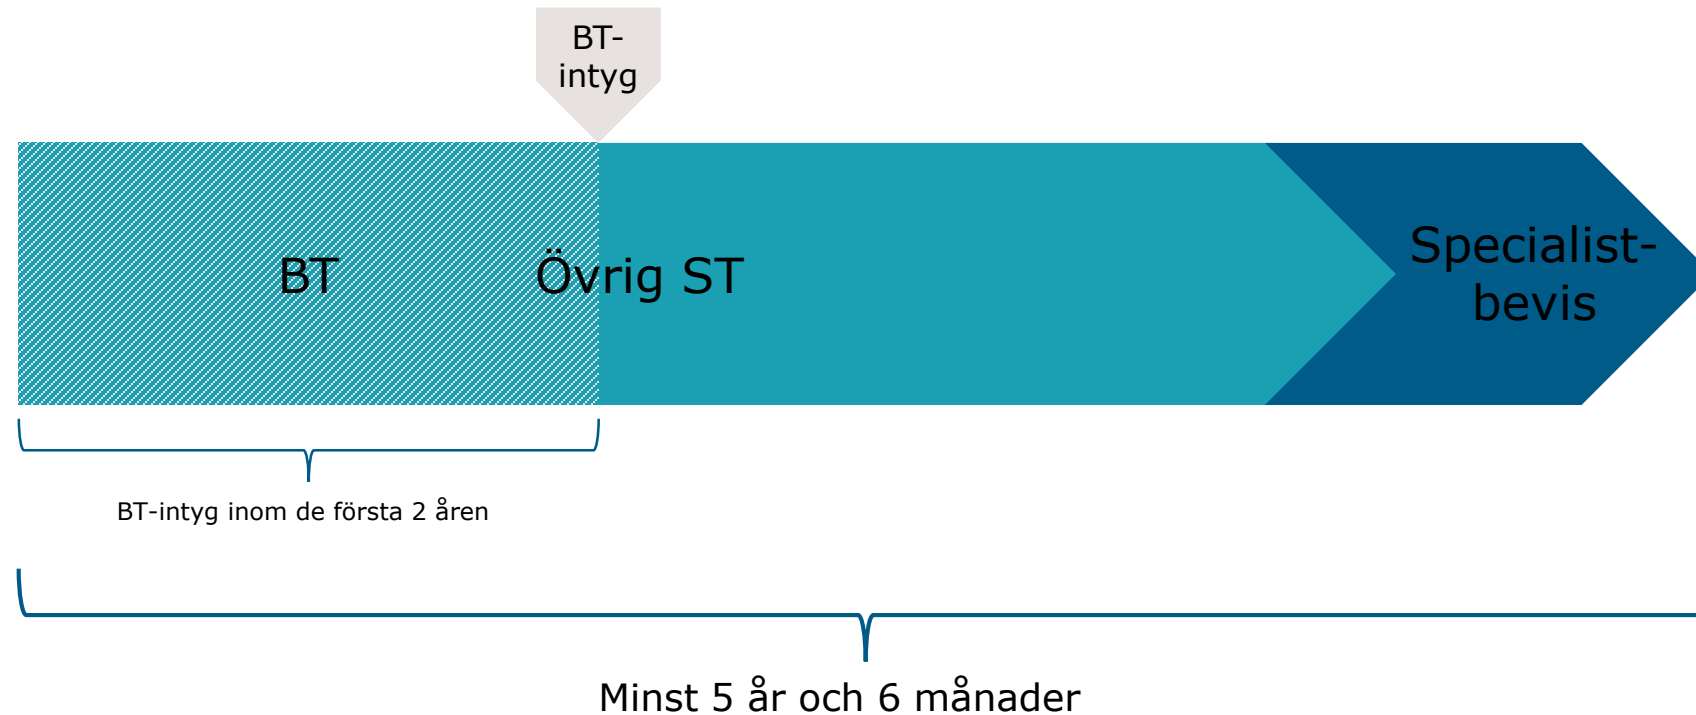 BT-
intyg
BT
Övrig ST
Specialist-
bevis
BT-intyg inom de första 2 åren
Minst 5 år och 6 månader